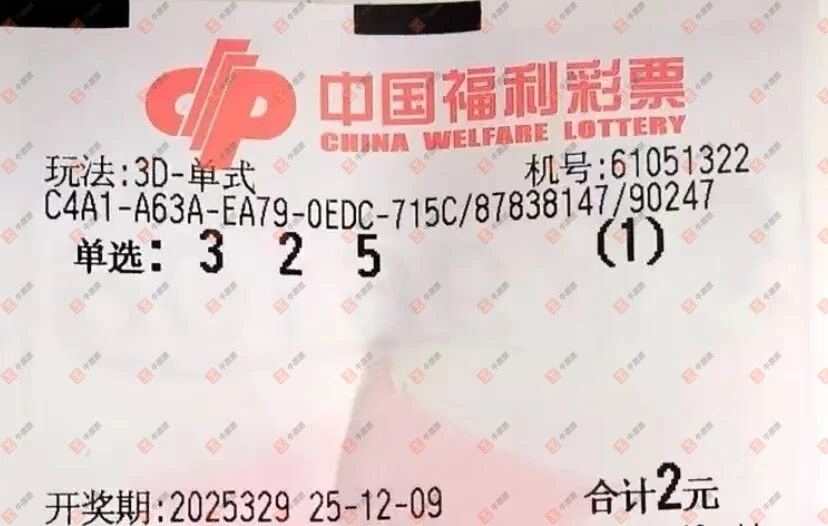 中国福利彩票
CHINA WELFARE LOTTERY
玩法:3D-单式 机号:61051322
C4A1-A63A-EA79-0EDC-715C/87838147/90247
单选: 3 2 5 (1)
开奖期:2025329 25-12-09 合计2元